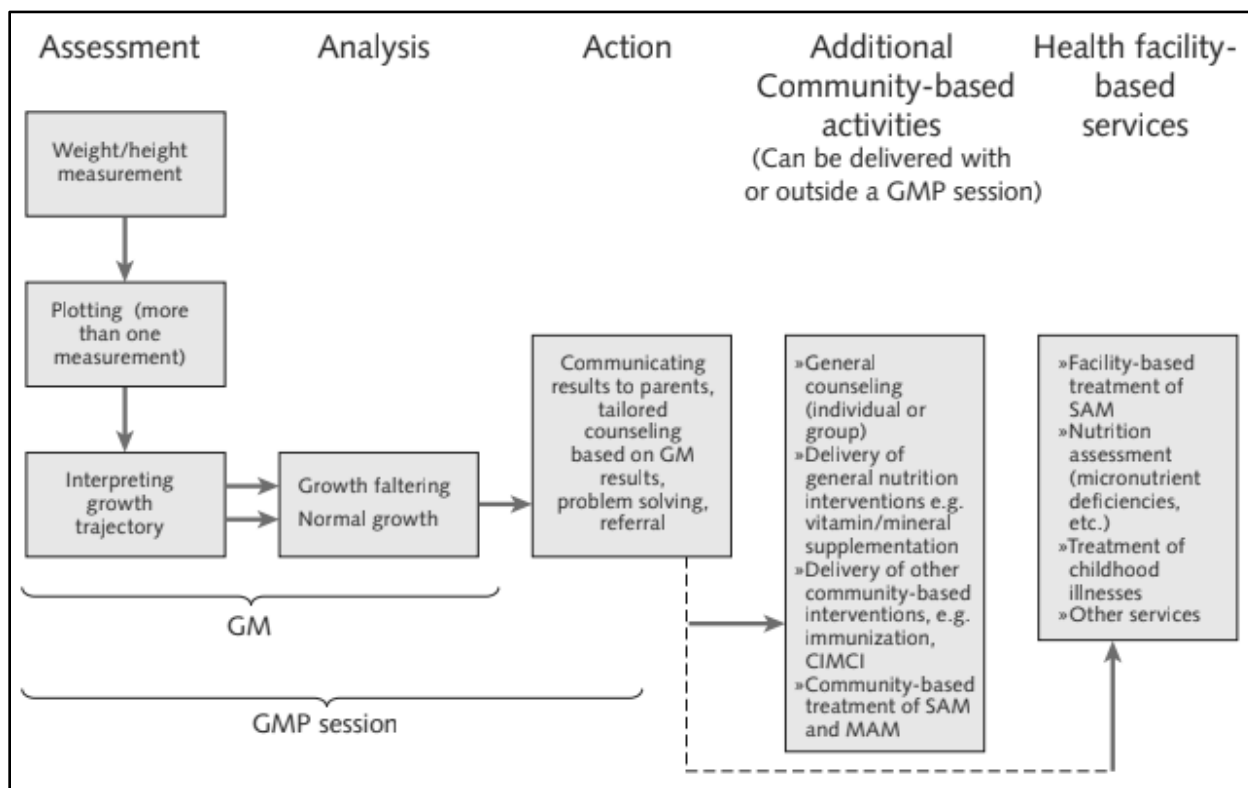 Assessment
Analysis
Action
Additional
Community-based
activities
(Can be delivered with
or outside a GMP session)
Health facility-
based
services
Weight/height
measurement
Plotting (more
than one
measurement)
Interpreting
growth
trajectory
Growth faltering
Normal growth
Communicating
results to parents,
tailored
counseling
based on GM
results,
problem solving,
referral
»General
counseling
(individual or
group)
»Delivery of
general nutrition
interventions e.g.
vitamin/mineral
supplementation
»Delivery of other
community-based
interventions, e.g.
immunization,
CIMCI
»Community-based
treatment of SAM
and MAM
»Facility-based
treatment of
SAM
»Nutrition
assessment
(micronutrient
deficiencies,
etc.)
»Treatment of
childhood
illnesses
»Other services
GM
GMP session